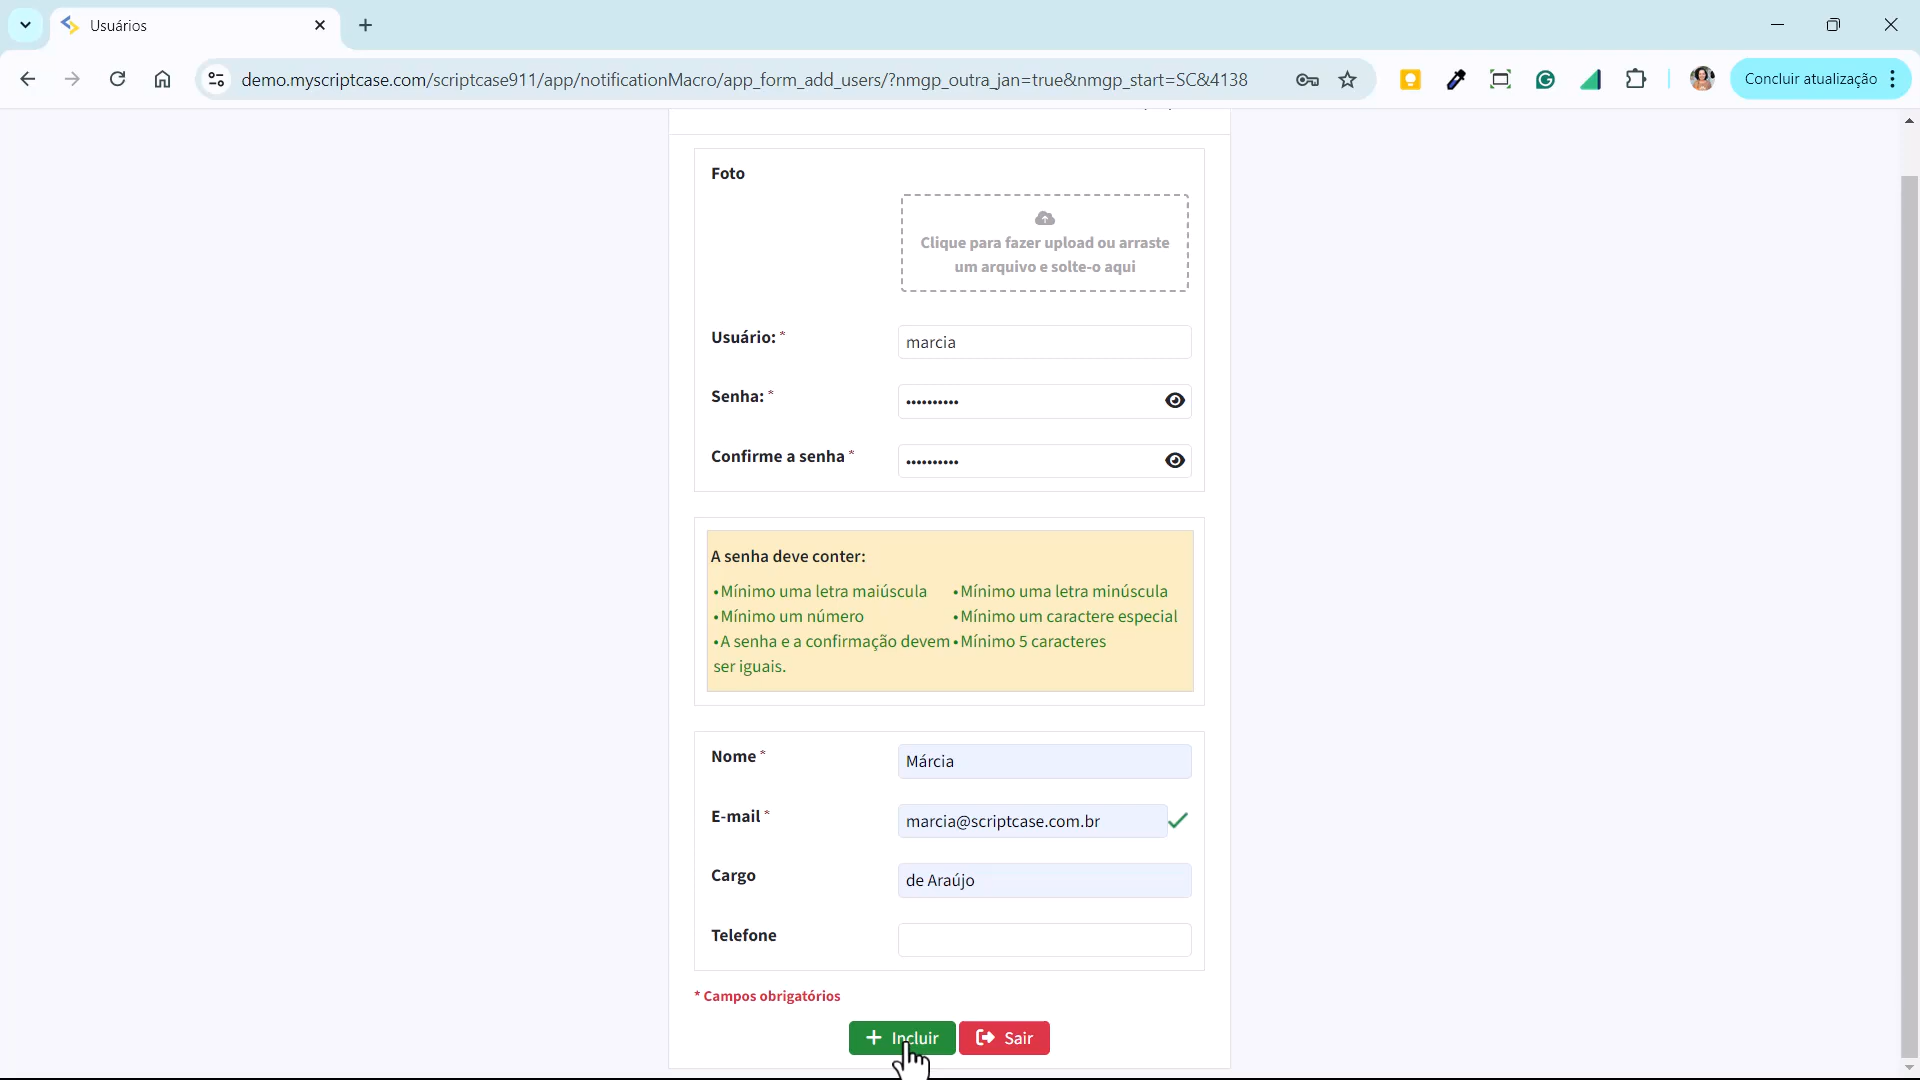 Usuários
demo.myscriptcase.com/scriptcase911/app/notificationMacro/app_form_add_users/?nmgp_outra_jan=true&nmgp_start=SC&4138
Concluir atualização
Foto
Clique para fazer upload ou arraste
um arquivo e solte-o aqui
Usuário: *
marcia
Senha: *
••••••••••
Confirme a senha *
••••••••••
A senha deve conter:
•Mínimo uma letra maiúscula •Mínimo uma letra minúscula
•Mínimo um número •Mínimo um caractere especial
•A senha e a confirmação devem •Mínimo 5 caracteres
ser iguais.
Nome *
Márcia
E-mail *
marcia@scriptcase.com.br
Cargo
de Araújo
Telefone
* Campos obrigatórios
Incluir
Sair